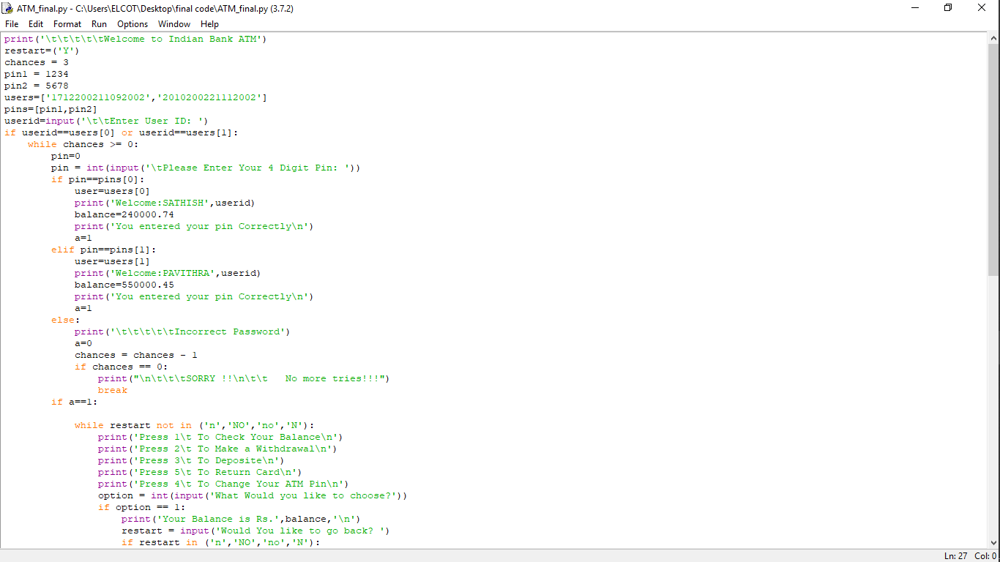 ATM_final.py - C:\Users\ELCOT\Desktop\final code\ATM_final.py (3.7.2)
File Edit Format Run Options Window Help
print('\t\t\t\t\tWelcome to Indian Bank ATM')
restart=('Y')
chances = 3
pin1 = 1234
pin2 = 5678
users=['1712200211092002','2010200221112002']
pins=[pin1,pin2]
userid=input('\t\tEnter User ID: ')
if userid==users[0] or userid==users[1]:
    while chances >= 0:
        pin=0
        pin = int(input('\tPlease Enter Your 4 Digit Pin: '))
        if pin==pins[0]:
            user=users[0]
            print('Welcome:SATHISH',userid)
            balance=240000.74
            print('You entered your pin Correctly\n')
            a=1
        elif pin==pins[1]:
            user=users[1]
            print('Welcome:PAVITHRA',userid)
            balance=550000.45
            print('You entered your pin Correctly\n')
            a=1
        else:
            print('\t\t\t\t\tIncorrect Password')
            a=0
            chances = chances - 1
            if chances == 0:
                print("\n\t\t\tSORRY !!\n\t\t   No more tries!!!")
                break
        if a==1:
            while restart not in ('n','NO','no','N'):
                print('Press 1\t To Check Your Balance\n')
                print('Press 2\t To Make a Withdrawal\n')
                print('Press 3\t To Deposite\n')
                print('Press 5\t To Return Card\n')
                print('Press 4\t To Change Your ATM Pin\n')
                option = int(input('What Would you like to choose?'))
                if option == 1:
                    print('Your Balance is Rs.',balance,'\n')
                    restart = input('Would You like to go back? ')
                    if restart in ('n','NO','no','N'):
Ln: 27 Col: 0